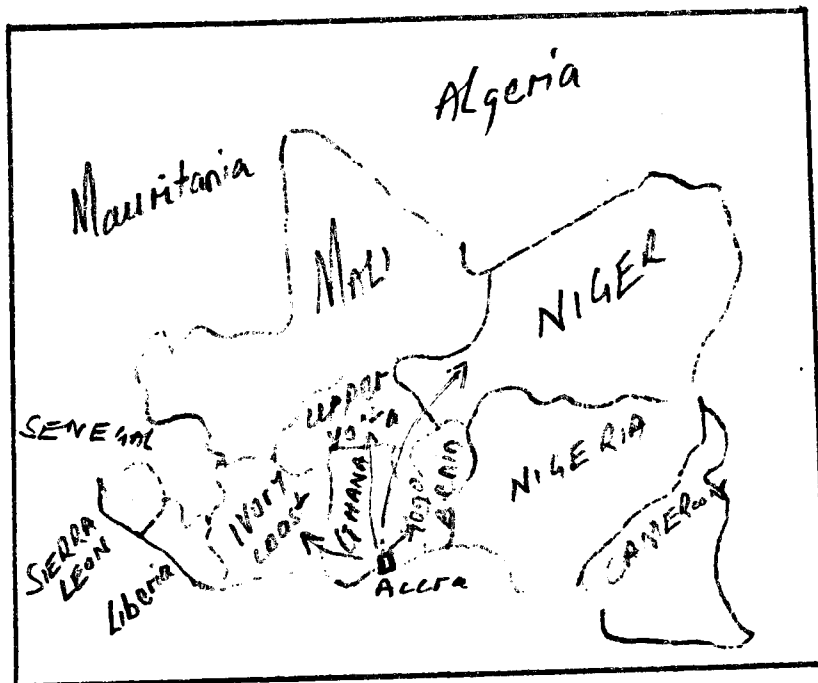 Algeria
Mauritania
MALI
NIGER
UPPER
VOLTA
SENEGAL
NIGERIA
IVORY
COAST
GHANA
TOGO
BENIN
CAMEROON
SIERRA
LEON
Liberia
Accra